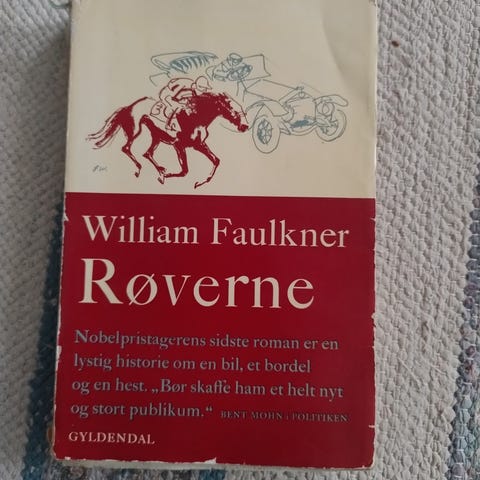 William Faulkner
Røverne
Nobelpristagerens sidste roman er en
lystig historie om en bil, et bordel
og en hest. „Bør skaffe ham et helt nyt
og stort publikum.“ BENT MOHN i POLITIKEN
GYLDENDAL